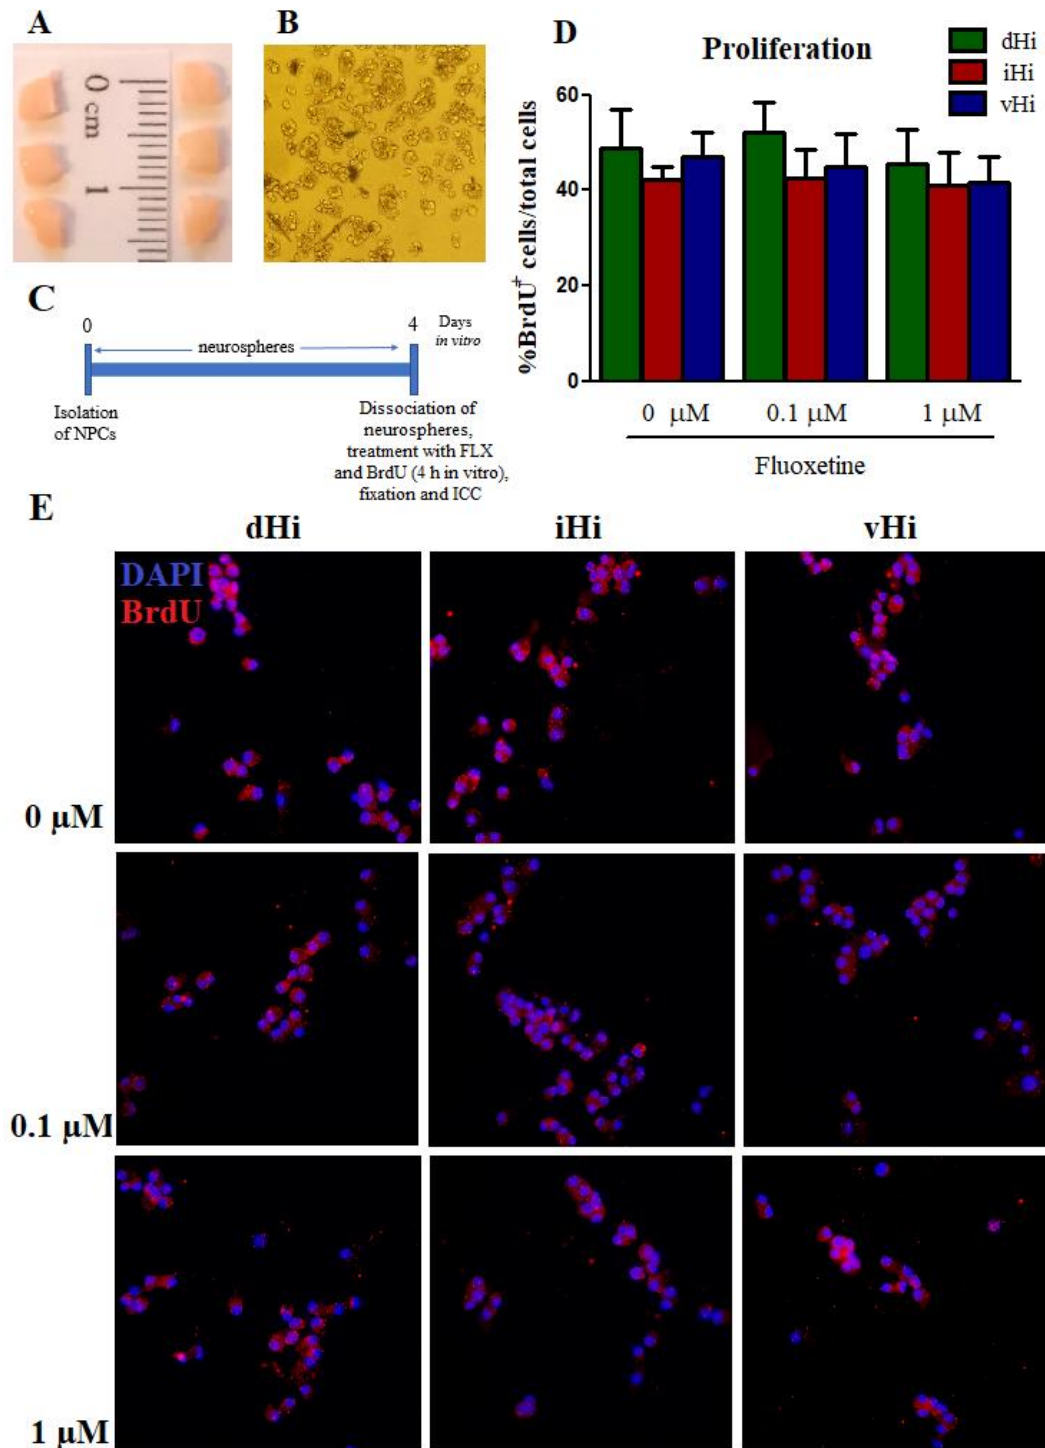 A
0 cm
1
B
C
0
4
Days
in vitro
neurospheres
Isolation
of NPCs
Dissociation of
neurospheres,
treatment with FLX
and BrdU (4 h in vitro),
fixation and ICC
D
Proliferation
dHi
iHi
vHi
%BrdU⁺ cells/total cells
60
40
20
0
0 μM
0.1 μM
1 μM
Fluoxetine
E
dHi
iHi
vHi
DAPI
BrdU
0 μM
0.1 μM
1 μM